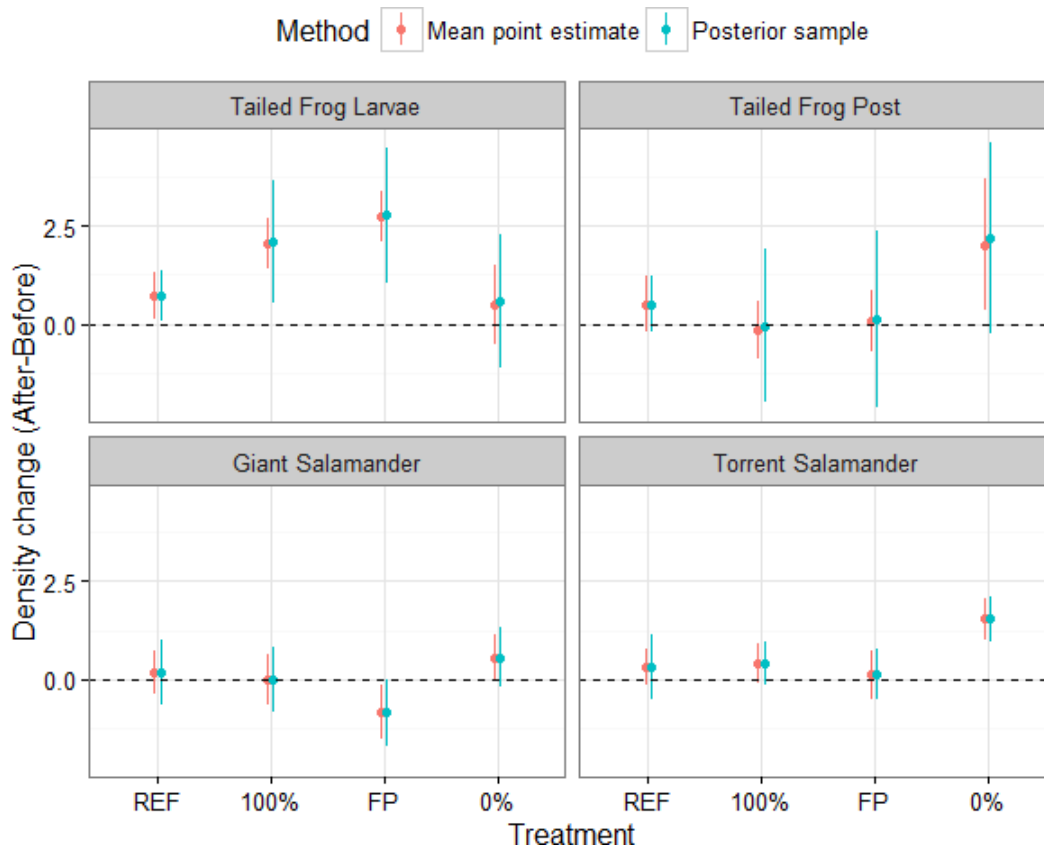 Method Mean point estimate Posterior sample
Tailed Frog Larvae
Tailed Frog Post
2.5
0.0
Giant Salamander
Torrent Salamander
2.5
0.0
Density change (After-Before)
REF 100% FP 0%
REF 100% FP 0%
Treatment